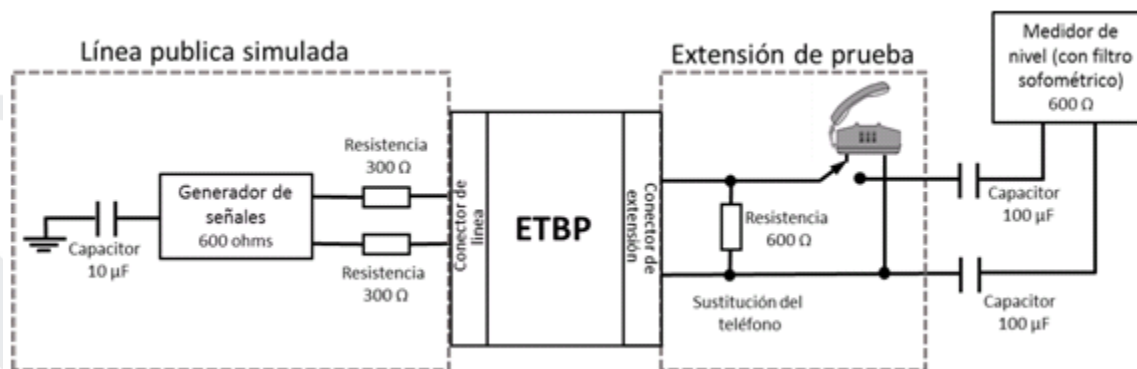 Línea publica simulada
Extensión de prueba
Medidor de
nivel (con filtro
sofométrico)
600 Ω
Resistencia
300 Ω
Generador de
señales
600 ohms
Capacitor
10 µF
Resistencia
300 Ω
Conector de
línea
ETBP
Conector de
extensión
Resistencia
600 Ω
Sustitución del
teléfono
Capacitor
100 µF
Capacitor
100 µF